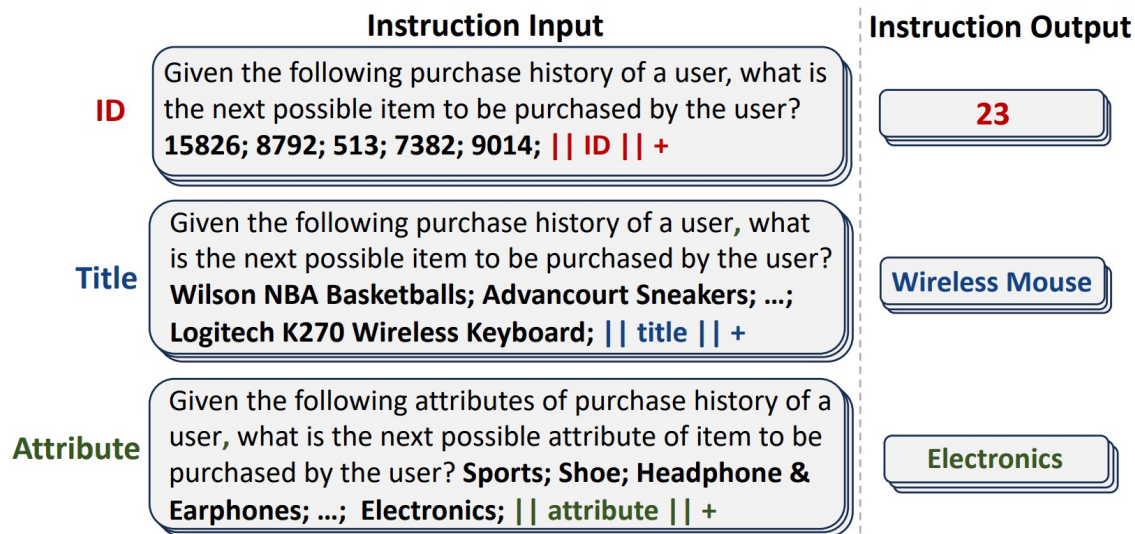 Instruction Input
Instruction Output
ID
Given the following purchase history of a user, what is
the next possible item to be purchased by the user?
15826; 8792; 513; 7382; 9014; || ID || +
23
Title
Given the following purchase history of a user, what
is the next possible item to be purchased by the user?
Wilson NBA Basketballs; Advancourt Sneakers; ...;
Logitech K270 Wireless Keyboard; || title || +
Wireless Mouse
Attribute
Given the following attributes of purchase history of a
user, what is the next possible attribute of item to be
purchased by the user? Sports; Shoe; Headphone &
Earphones; ...; Electronics; || attribute || +
Electronics